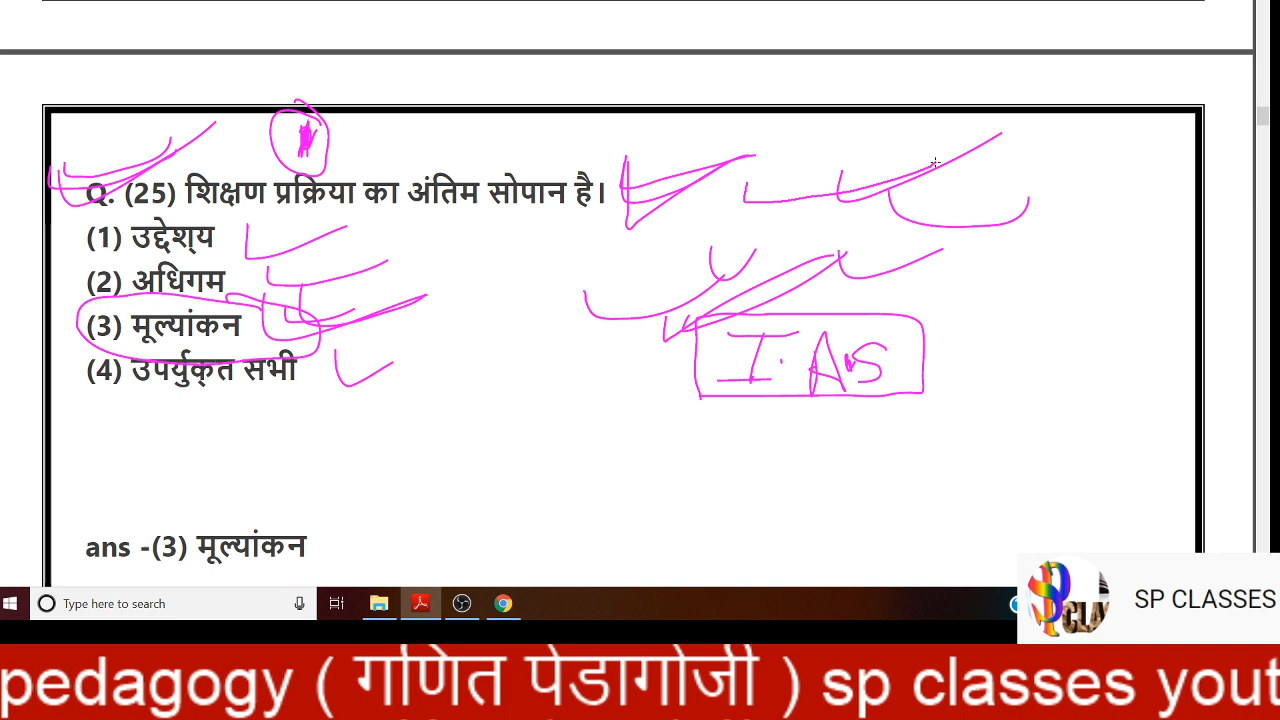 Q. (25) शिक्षण प्रक्रिया का अंतिम सोपान है।
(1) उद्देश्य
(2) अधिगम
(3) मूल्यांकन
(4) उपर्युक्त सभी
I.AS
ans -(3) मूल्यांकन
Type here to search
SP CLASSES
pedagogy ( गणित पेडागोजी ) sp classes yout